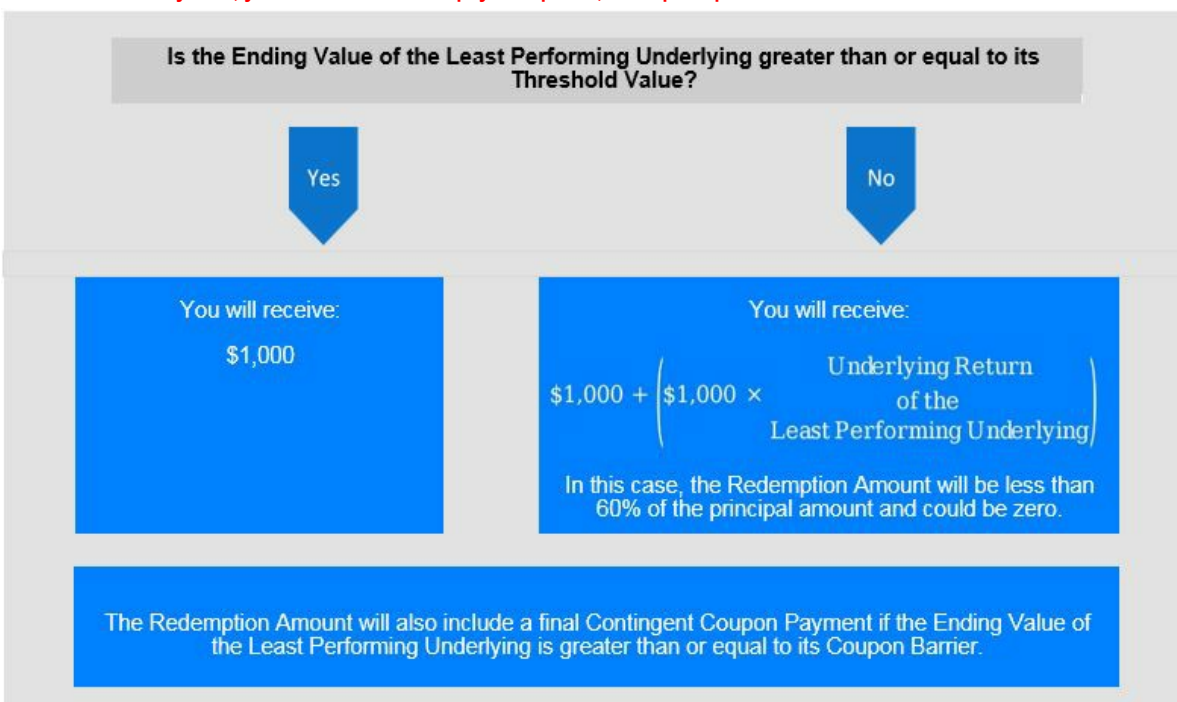 Is the Ending Value of the Least Performing Underlying greater than or equal to its
Threshold Value?
Yes
No
You will receive:
$1,000
You will receive:
$1,000 + ($1,000 × Underlying Return
of the
Least Performing Underlying)
In this case, the Redemption Amount will be less than
60% of the principal amount and could be zero.
The Redemption Amount will also include a final Contingent Coupon Payment if the Ending Value of
the Least Performing Underlying is greater than or equal to its Coupon Barrier.